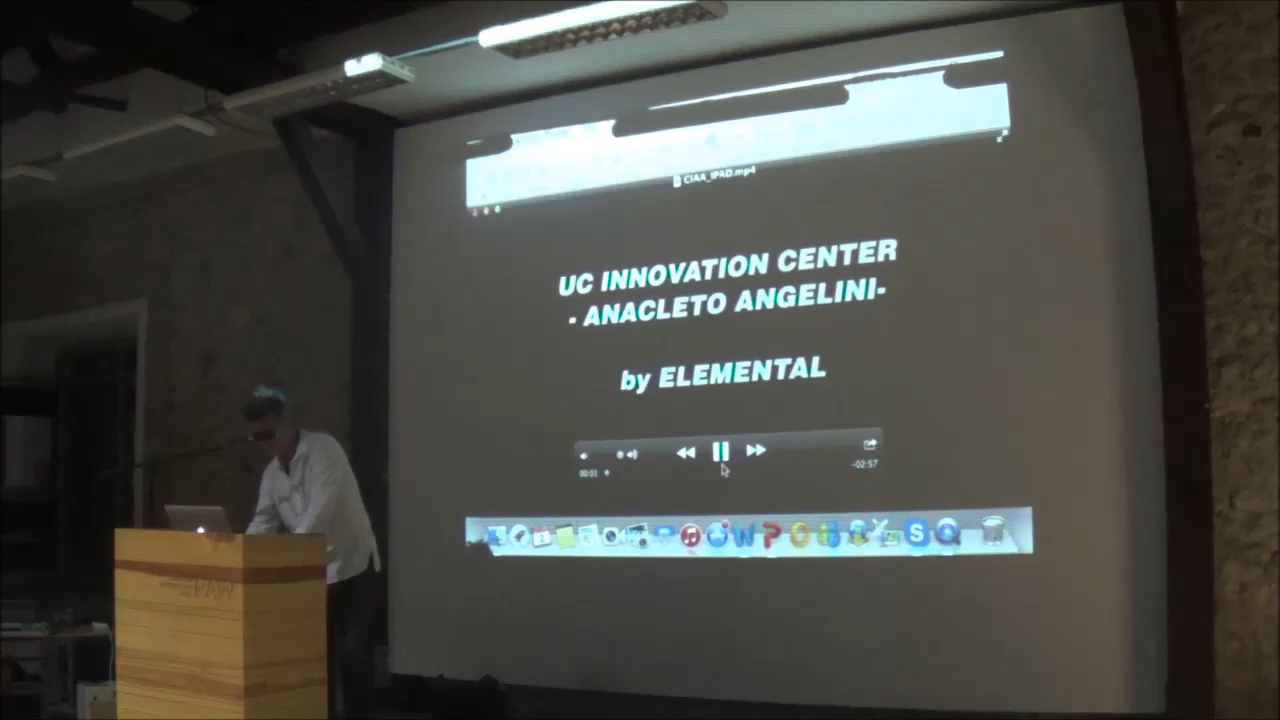 CIAA_IPAD.mp4
UC INNOVATION CENTER
- ANACLETO ANGELINI-
by ELEMENTAL
00:01
-02:57